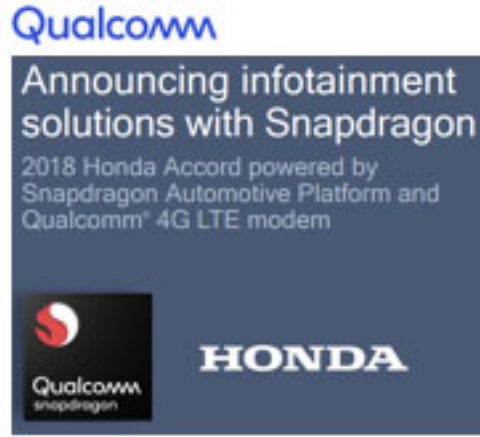 Qualcomm
Announcing infotainment
solutions with Snapdragon
2018 Honda Accord powered by
Snapdragon Automotive Platform and
Qualcomm® 4G LTE modem
Qualcomm
snapdragon
HONDA